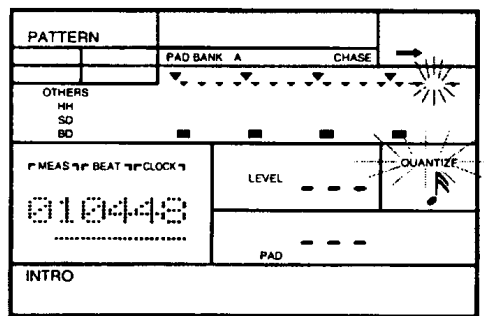 PATTERN
PAD BANK A CHASE
OTHERS
HH
SD
BD
MEAS BEAT CLOCK
LEVEL
QUANTIZE
010448
PAD
INTRO